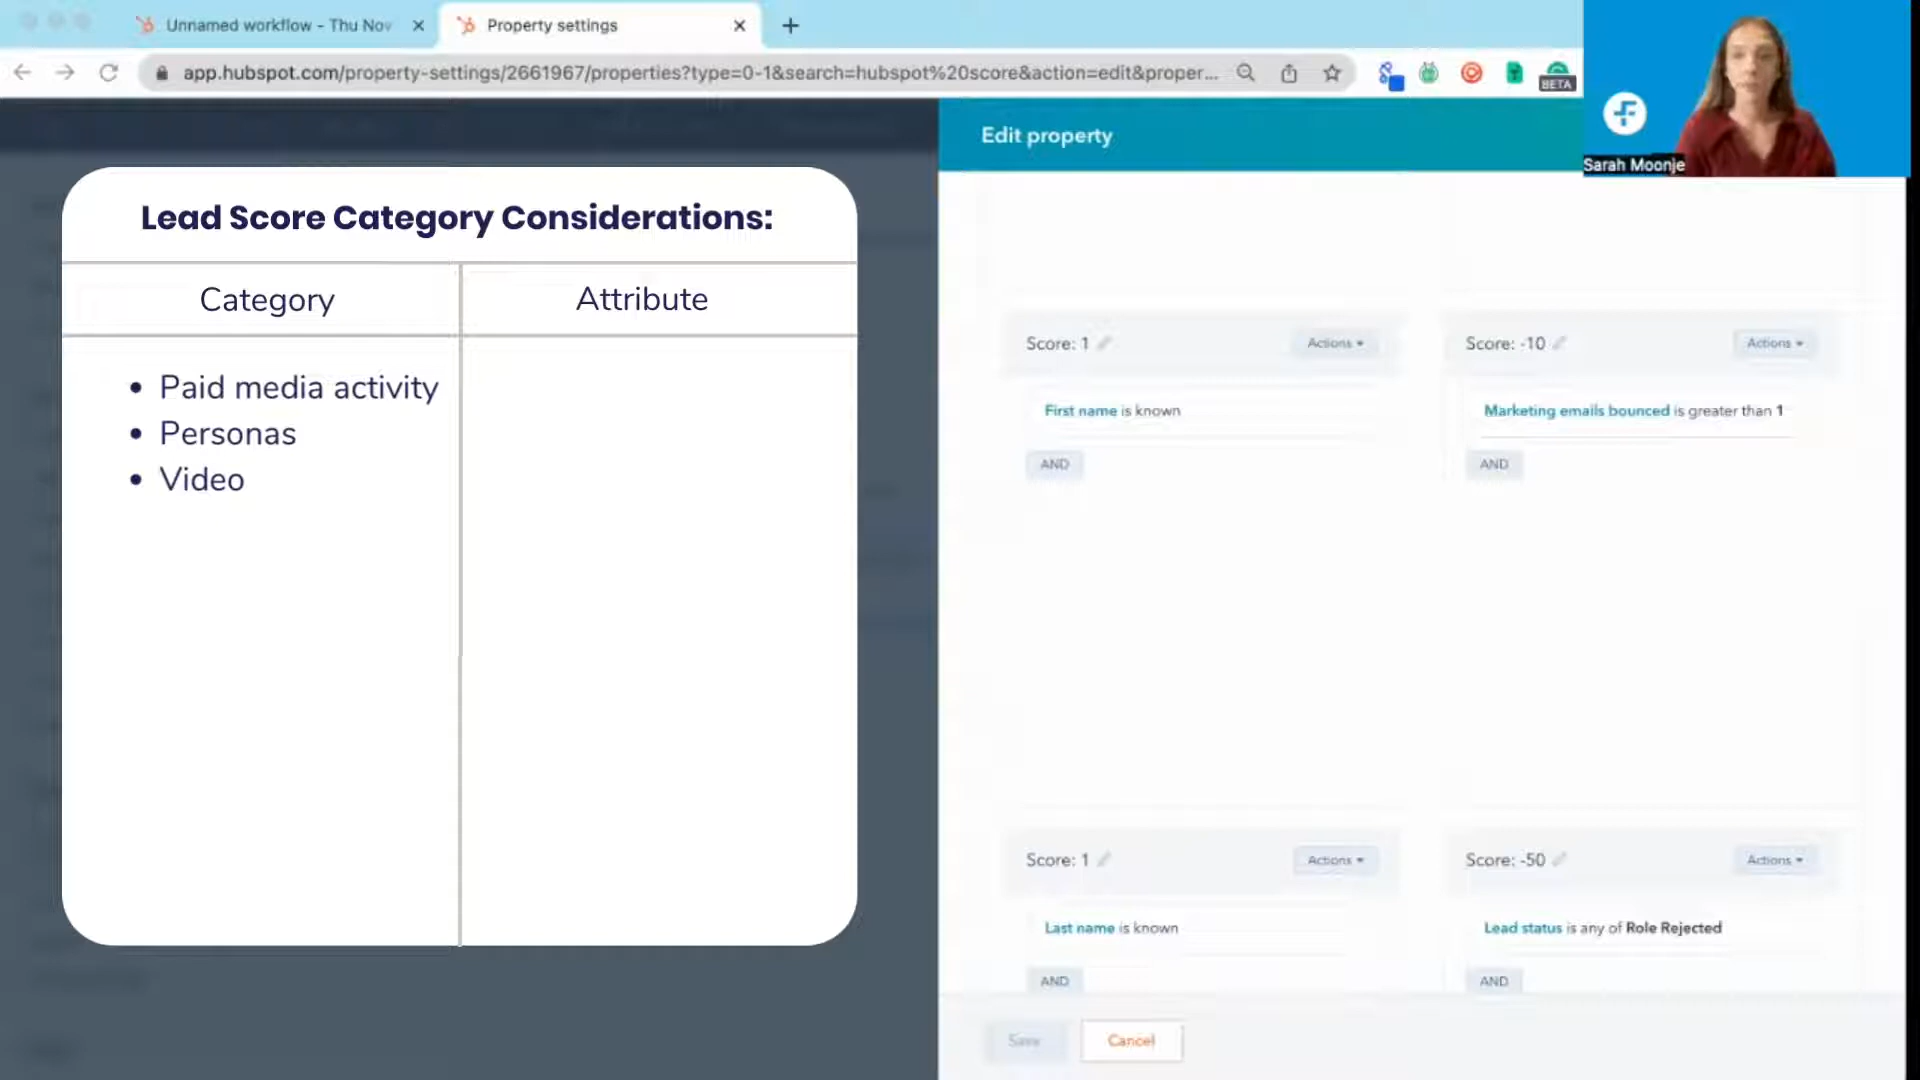 Unnamed workflow - Thu Nov
Property settings
app.hubspot.com/property-settings/2661967/properties?type=0-1&search=hubspot%20score&action=edit&proper...
BETA
Sarah Moonje
Edit property
Lead Score Category Considerations:
Category
Attribute
• Paid media activity
• Personas
• Video
Score: 1
Actions
Score: -10
Actions
First name is known
Marketing emails bounced is greater than 1
AND
AND
Score: 1
Actions
Score: -50
Actions
Last name is known
Lead status is any of Role Rejected
AND
AND
Save
Cancel